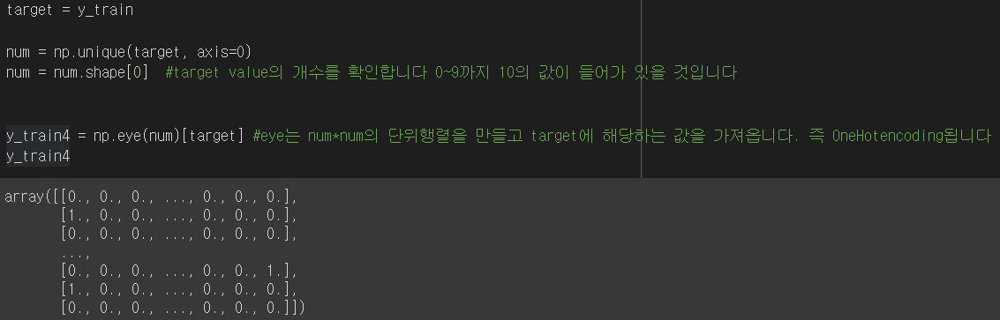 target = y_train
num = np.unique(target, axis=0)
num = num.shape[0]  #target value의 개수를 확인합니다 0~9까지 10의 값이 들어가 있을 것입니다
y_train4 = np.eye(num)[target] #eye는 num*num의 단위행렬을 만들고 target에 해당하는 값을 가져옵니다. 즉 OneHotencoding됩니다
y_train4
array([[0., 0., 0., ..., 0., 0., 0.],
[1., 0., 0., ..., 0., 0., 0.],
[0., 0., 0., ..., 0., 0., 0.],
...,
[0., 0., 0., ..., 0., 0., 1.],
[1., 0., 0., ..., 0., 0., 0.],
[0., 0., 0., ..., 0., 0., 0.]])